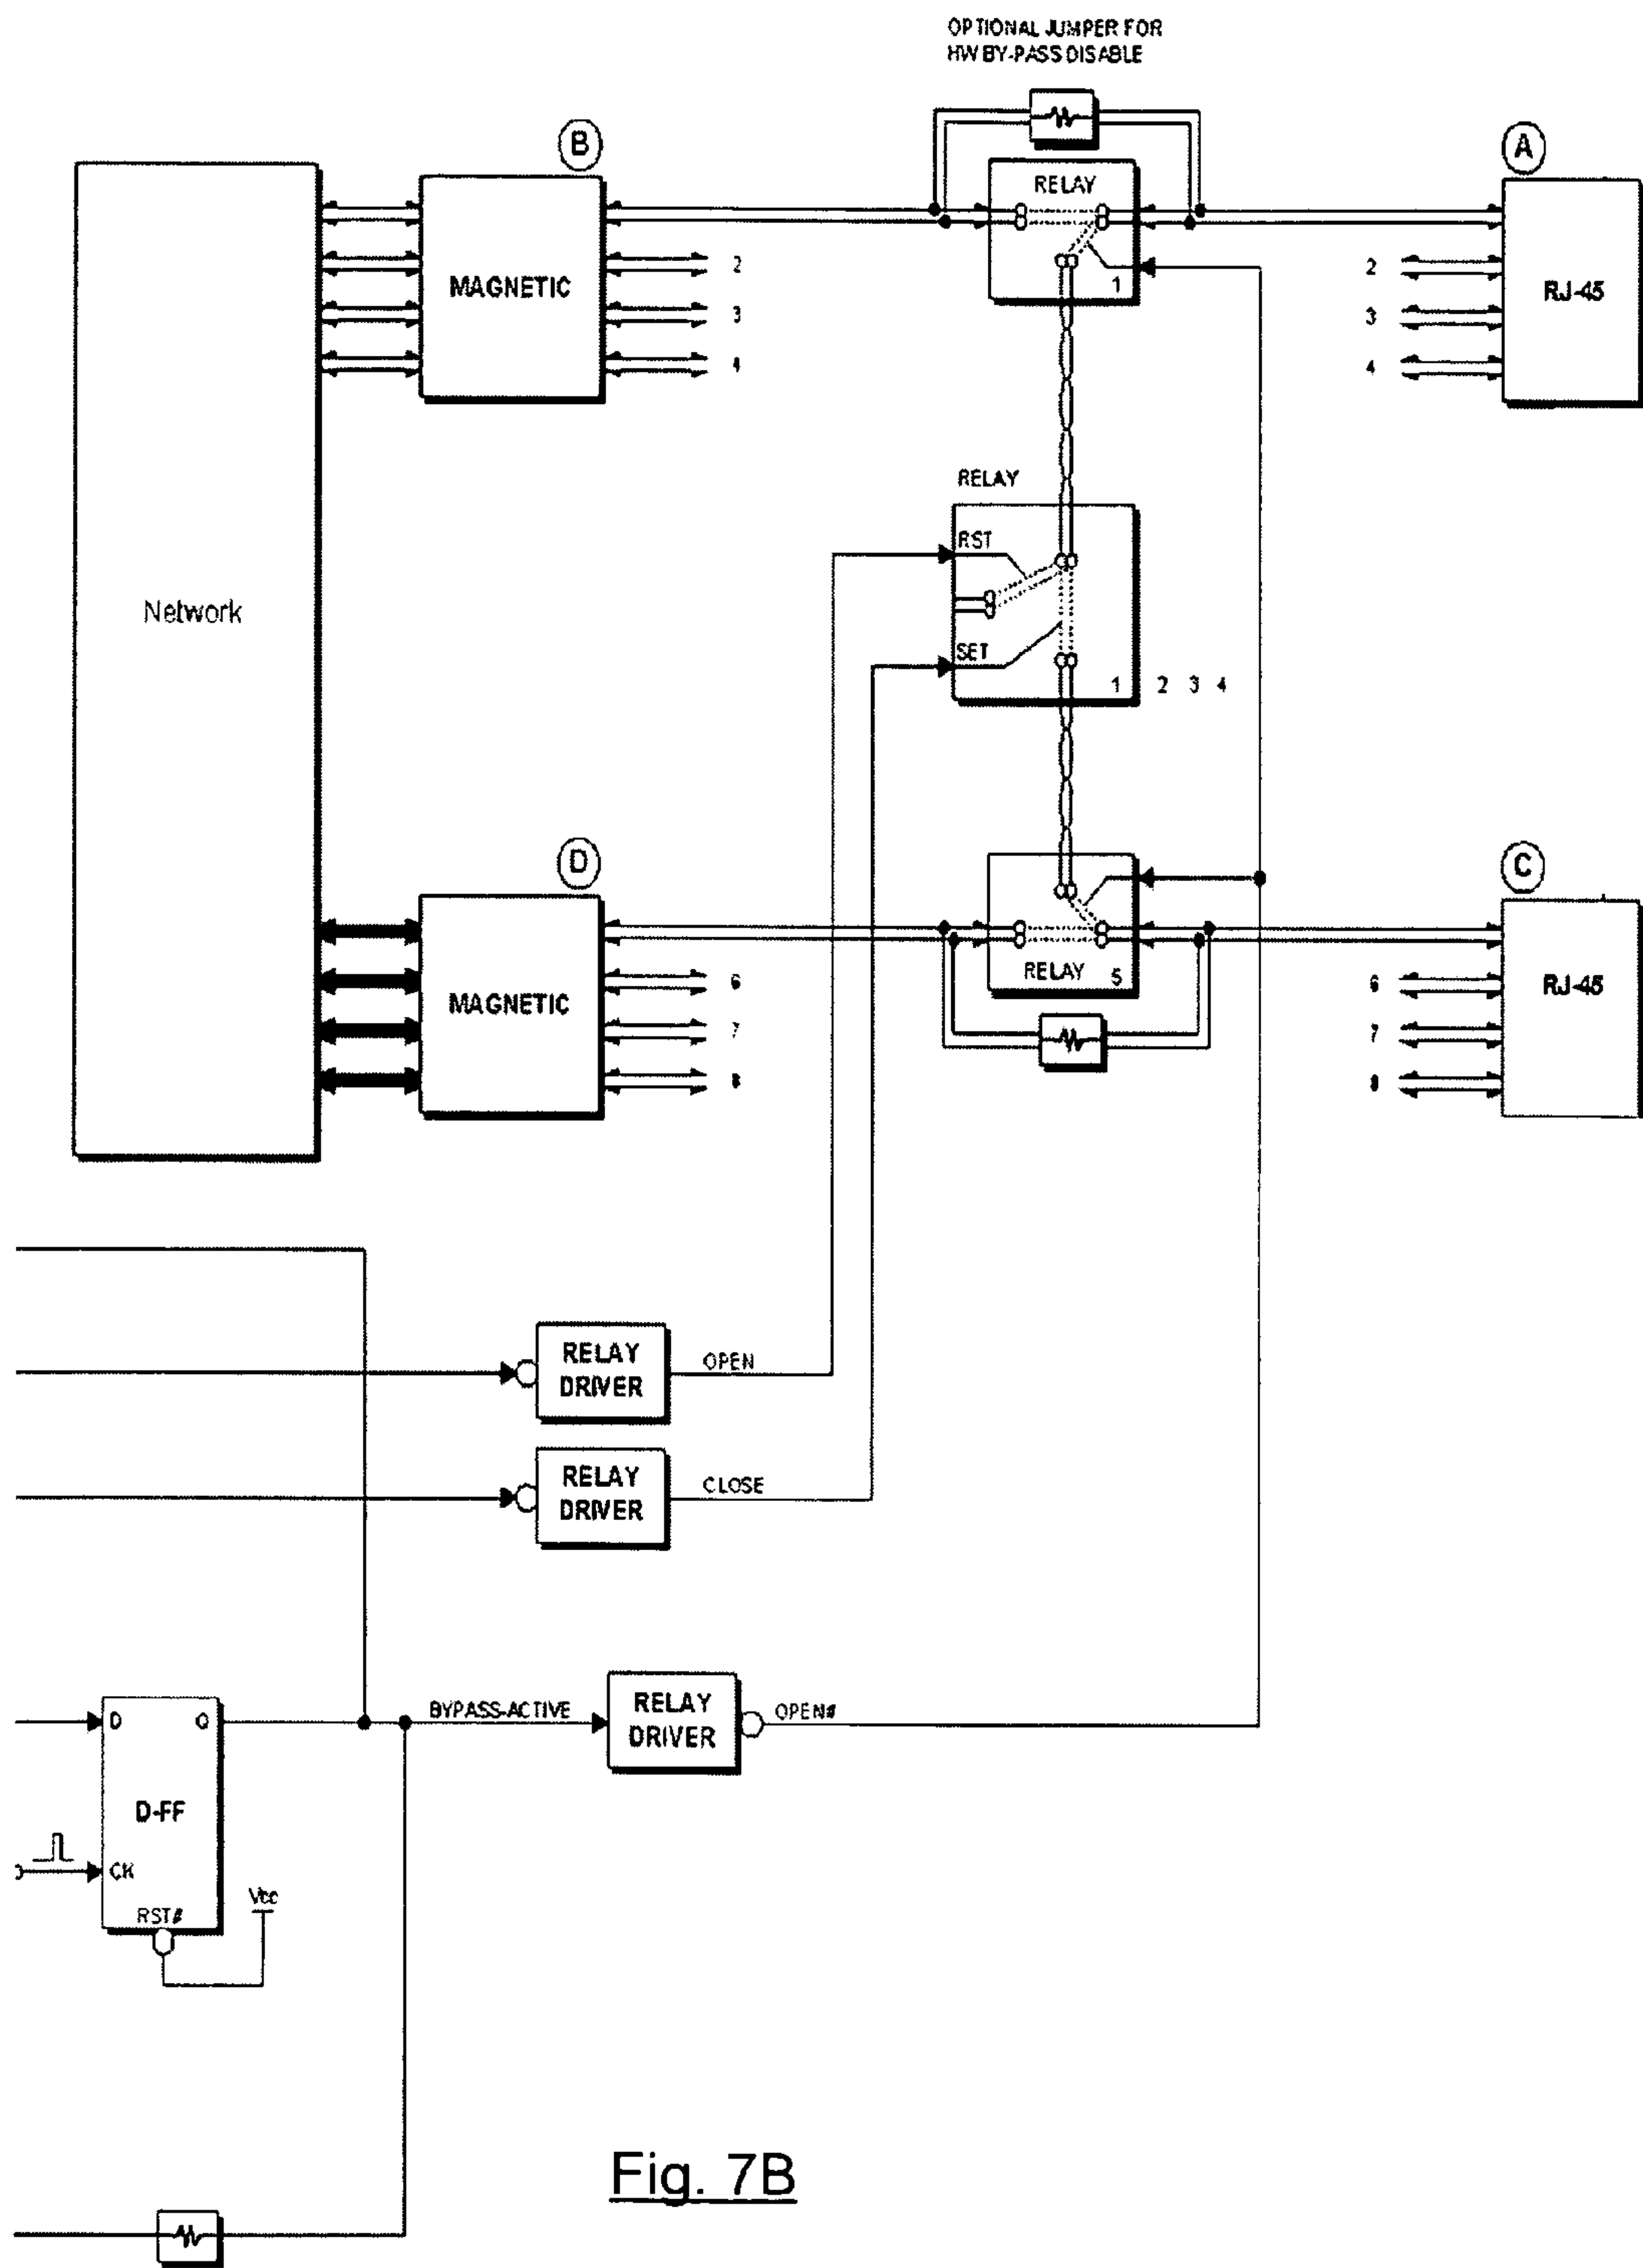 OPTIONAL JUMPER FOR
HW BY-PASS DISABLE
B
A
RELAY
1
MAGNETIC
2
3
4
2
3
4
RJ-45
RELAY
RST
SET
1 2 3 4
Network
D
C
MAGNETIC
6
7
8
RELAY 5
6
7
8
RJ-45
RELAY
DRIVER
OPEN
RELAY
DRIVER
CLOSE
D Q
D-FF
CK
RST#
Vcc
BYPASS-ACTIVE
RELAY
DRIVER
OPEN#
Fig. 7B